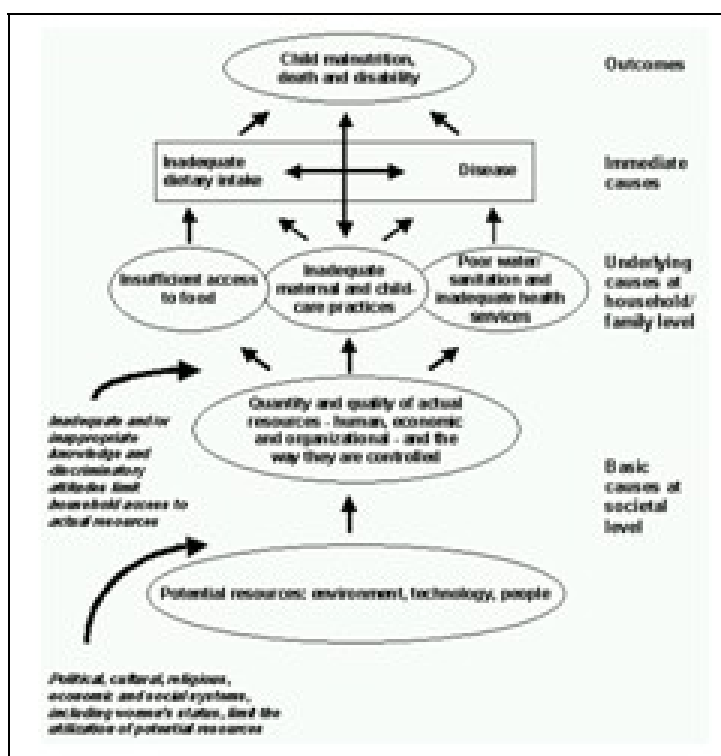 Child malnutrition,
death and disability
Outcomes
Inadequate
dietary intake
Disease
Immediate
causes
Insufficient access
to food
Inadequate
maternal and child-
care practices
Poor water/
sanitation and
inadequate health
services
Underlying
causes at
household/
family level
Quantity and quality of actual
resources - human, economic
and organizational - and the
way they are controlled
Inadequate and/or
inappropriate
knowledge and
discriminatory
attitudes limit
household access to
actual resources
Basic
causes at
societal
level
Potential resources: environment, technology, people
Political, cultural, religious,
economic and social systems,
including women's status, limit the
utilization of potential resources